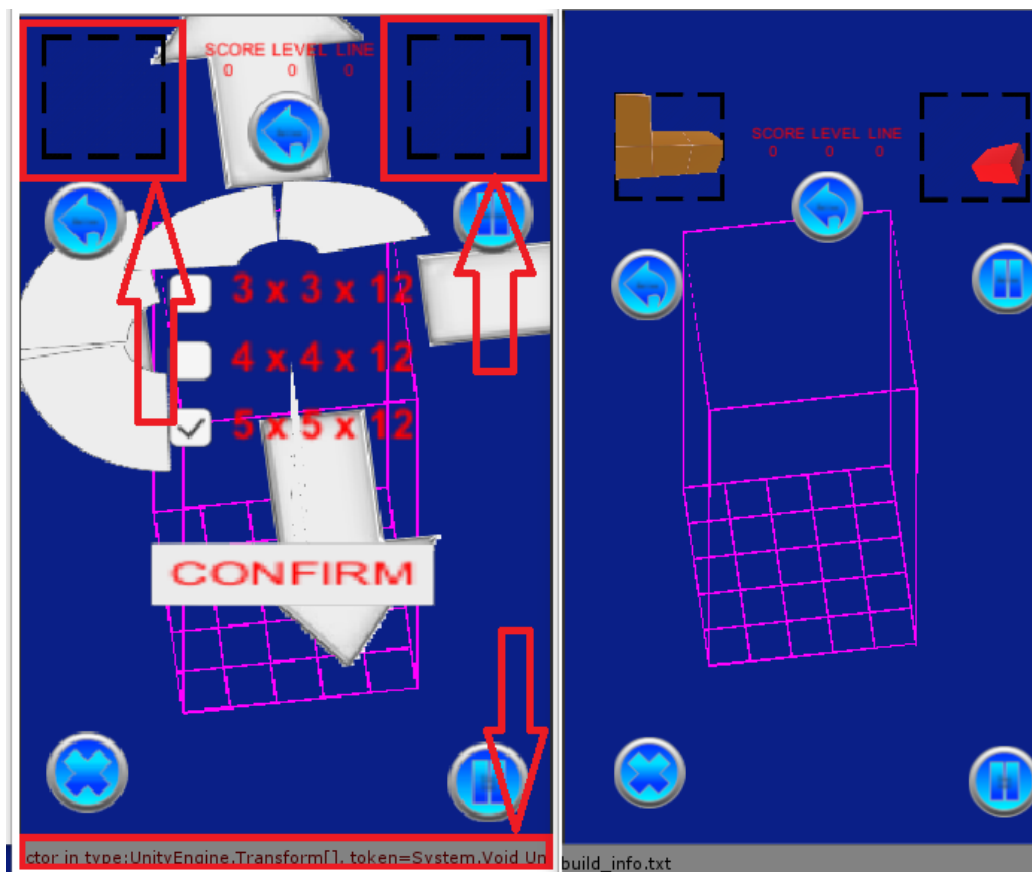 SCORE LEVEL LINE
0 0 0
3 x 3 x 12
4 x 4 x 12
5 x 5 x 12
CONFIRM
ctor in type:UnityEngine.Transform[]. token=System.Void Un
SCORE LEVEL LINE
0 0 0
build_info.txt